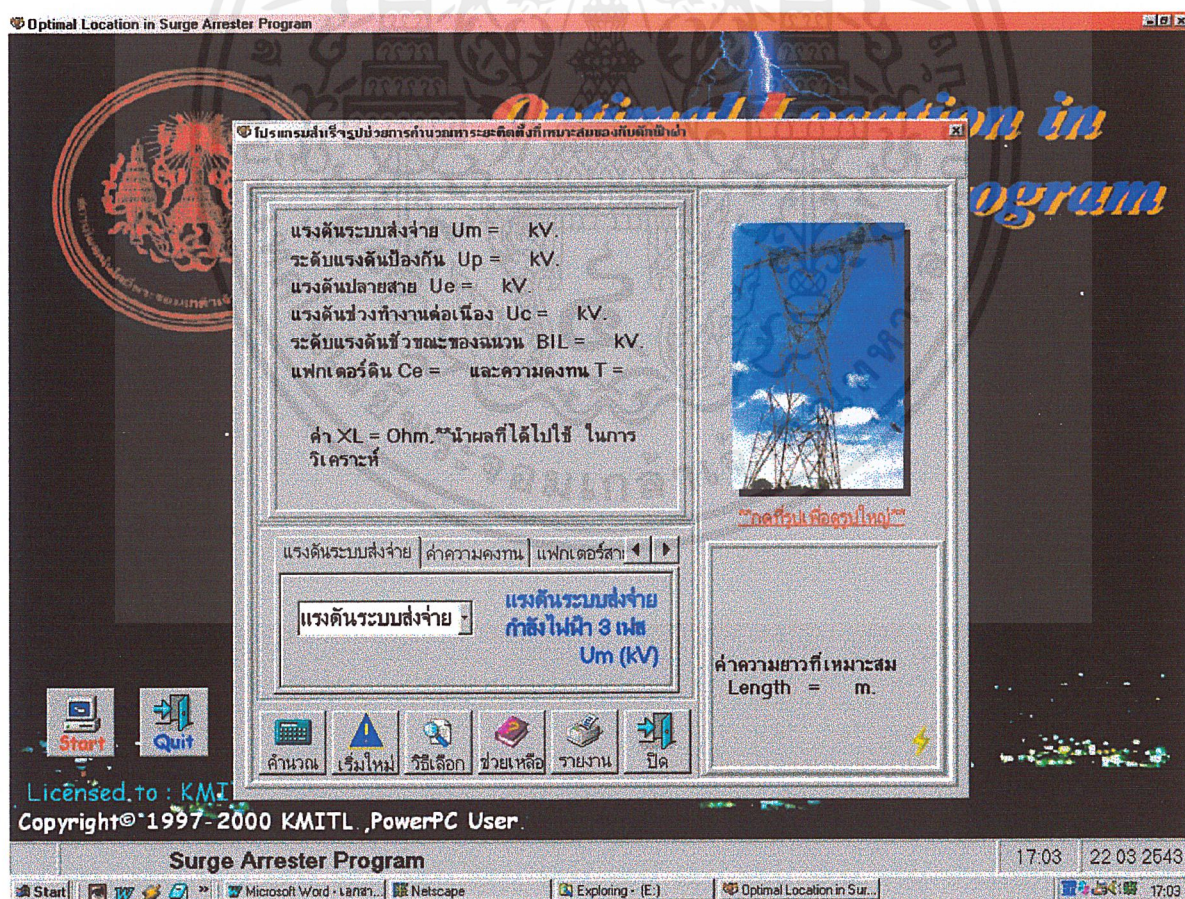 Optimal Location in Surge Arrester Program
Optimal Location in
Program
โปรแกรมสำเร็จรูปช่วยการคำนวณหาระยะติดตั้งที่เหมาะสมของกับดักฟ้าผ่า
แรงดันระบบส่งจ่าย Um = kV.
ระดับแรงดันป้องกัน Up = kV.
แรงดันปลายสาย Ue = kV.
แรงดันช่วงทำงานต่อเนื่อง Uc = kV.
ระดับแรงดันชั่วขณะของฉนวน BIL = kV.
แฟกเตอร์ดิน Ce = และความคงทน T =
ค่า XL = Ohm.**นำผลที่ได้ไปใช้ ในการ
วิเคราะห์
**กดที่รูปเพื่อดูรูปใหญ่**
แรงดันระบบส่งจ่าย ค่าความคงทน แฟกเตอร์สาย
แรงดันระบบส่งจ่าย
แรงดันระบบส่งจ่าย
กำลังไฟฟ้า 3 เฟส
Um (kV)
ค่าความยาวที่เหมาะสม
Length = m.
คำนวณ เริ่มใหม่ วิธีเลือก ช่วยเหลือ รายงาน ปิด
Start Quit
Licensed to : KMI
Copyright© 1997-2000 KMITL ,PowerPC User.
Surge Arrester Program 17:03 22 03 2543
Start Microsoft Word - เอกสา... Netscape Exploring - (E:) Optimal Location in Sur... 17:03